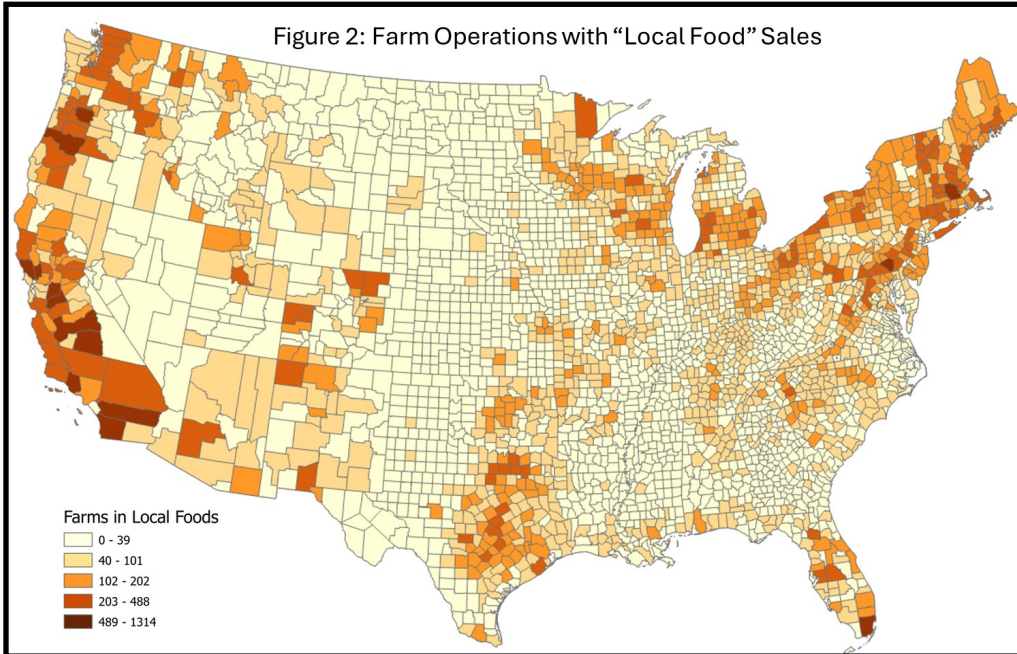 Figure 2: Farm Operations with “Local Food” Sales
Farms in Local Foods
0 - 39
40 - 101
102 - 202
203 - 488
489 - 1314